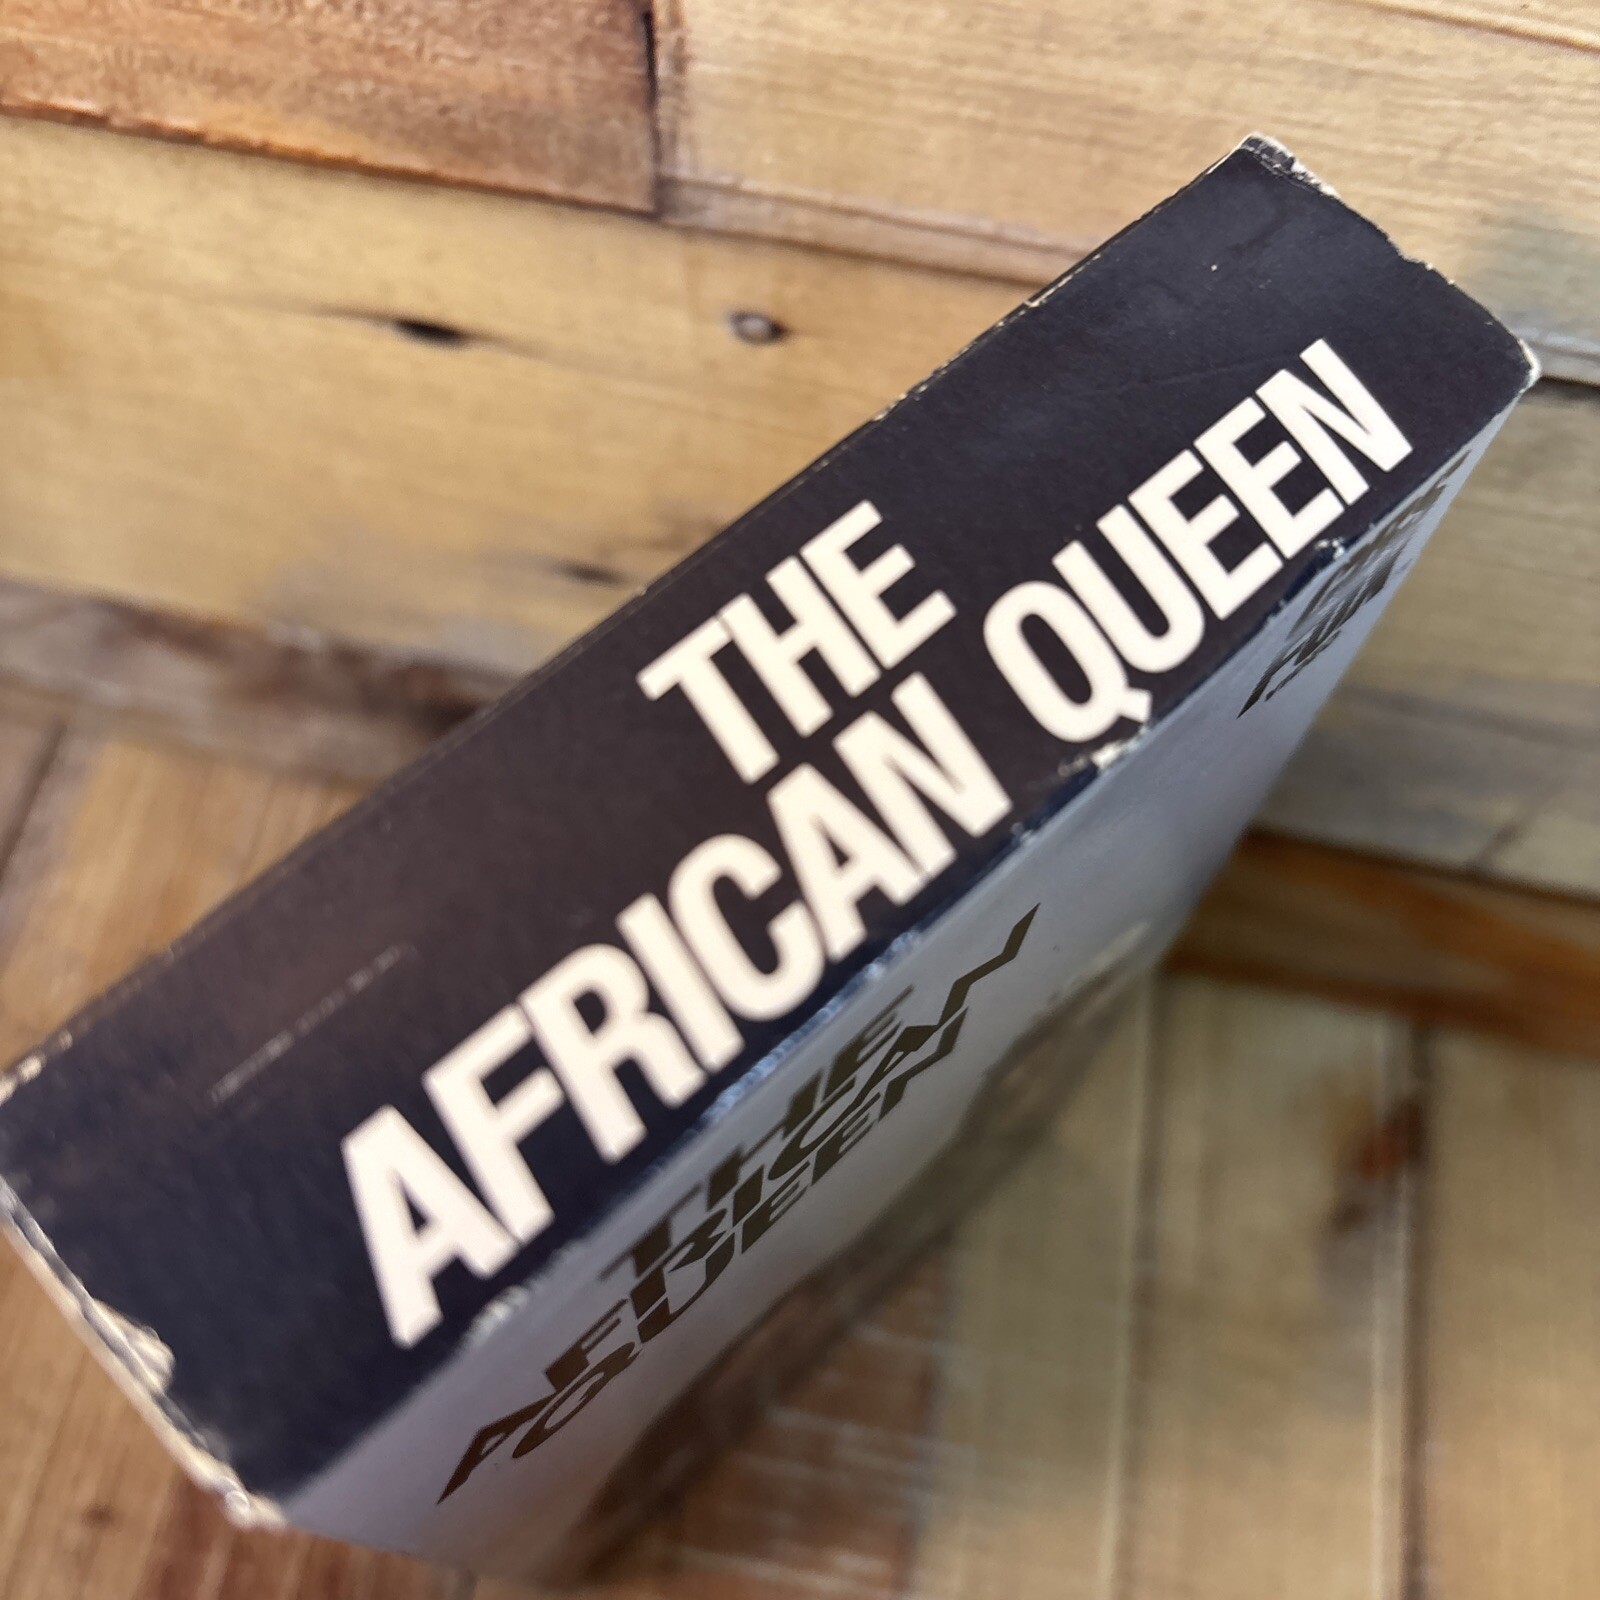 THE
AFRICAN QUEEN
THE
AFRICAN
QUEEN